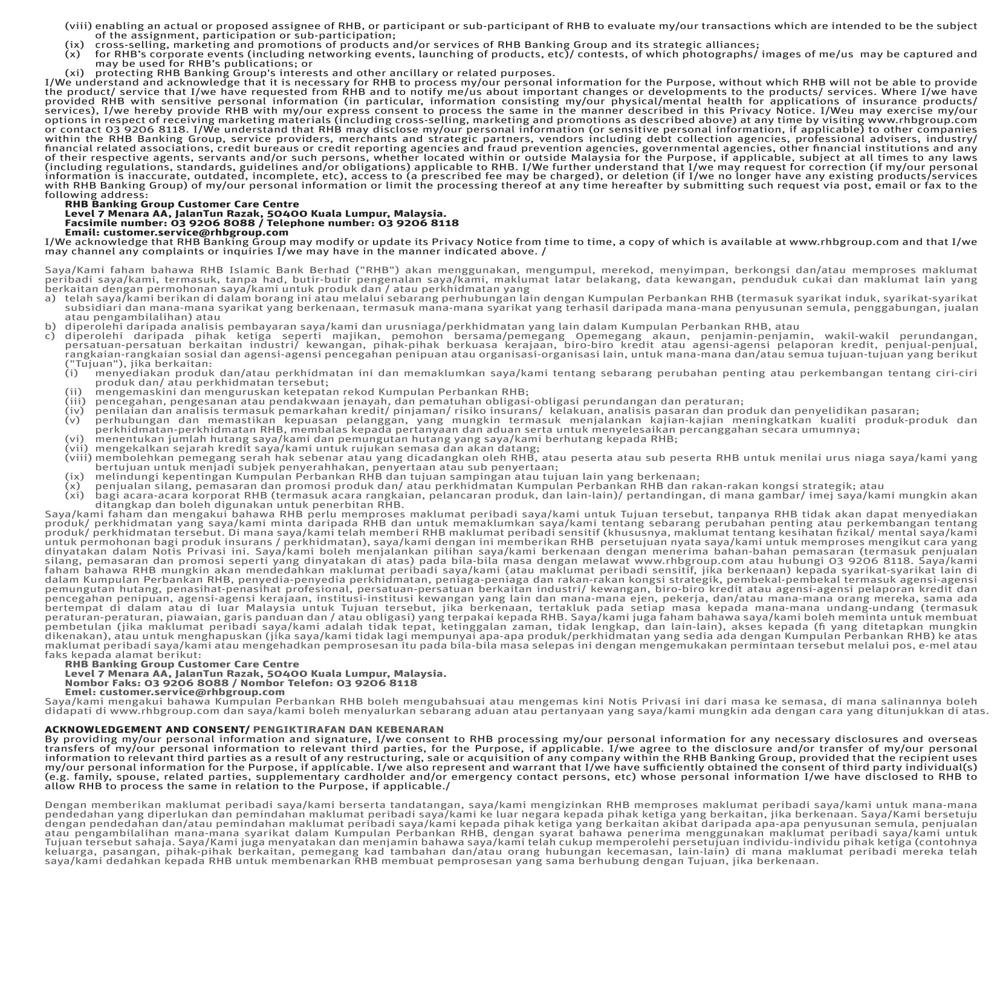 (viii) enabling an actual or proposed assignee of RHB, or participant or sub-participant of RHB to evaluate my/our transactions which are intended to be the subject
of the assignment, participation or sub-participation;
(ix) cross-selling, marketing and promotions of products and/or services of RHB Banking Group and its strategic alliances;
(x) for RHB's corporate events (including networking events, launching of products, etc)/ contests, of which photographs/ images of me/us may be captured and
may be used for RHB's publications; or
(xi) protecting RHB Banking Group's interests and other ancillary or related purposes.
I/We understand and acknowledge that it is necessary for RHB to process my/our personal information for the Purpose, without which RHB will not be able to provide
the product/ service that I/we have requested from RHB and to notify me/us about important changes or developments to the products/ services. Where I/we have
provided RHB with sensitive personal information (in particular, information consisting my/our physical/mental health for applications of insurance products/
services), I/we hereby provide RHB with my/our express consent to process the same in the manner described in this Privacy Notice. I/Weu may exercise my/our
options in respect of receiving marketing materials (including cross-selling, marketing and promotions as described above) at any time by visiting www.rhbgroup.com
or contact 03 9206 8118. I/We understand that RHB may disclose my/our personal information (or sensitive personal information, if applicable) to other companies
within the RHB Banking Group, service providers, merchants and strategic partners, vendors including debt collection agencies, professional advisers, industry/
financial related associations, credit bureaus or credit reporting agencies and fraud prevention agencies, governmental agencies, other financial institutions and any
of their respective agents, servants and/or such persons, whether located within or outside Malaysia for the Purpose, if applicable, subject at all times to any laws
(including regulations, standards, guidelines and/or obligations) applicable to RHB. I/We further understand that I/we may request for correction (if my/our personal
information is inaccurate, outdated, incomplete, etc), access to (a prescribed fee may be charged), or deletion (if I/we no longer have any existing products/services
with RHB Banking Group) of my/our personal information or limit the processing thereof at any time hereafter by submitting such request via post, email or fax to the
following address:
RHB Banking Group Customer Care Centre
Level 7 Menara AA, JalanTun Razak, 50400 Kuala Lumpur, Malaysia.
Facsimile number: 03 9206 8088 / Telephone number: 03 9206 8118
Email: customer.service@rhbgroup.com
I/We acknowledge that RHB Banking Group may modify or update its Privacy Notice from time to time, a copy of which is available at www.rhbgroup.com and that I/we
may channel any complaints or inquiries I/we may have in the manner indicated above. /
Saya/Kami faham bahawa RHB Islamic Bank Berhad ("RHB") akan menggunakan, mengumpul, merekod, menyimpan, berkongsi dan/atau memproses maklumat
peribadi saya/kami, termasuk, tanpa had, butir-butir pengenalan saya/kami, maklumat latar belakang, data kewangan, penduduk cukai dan maklumat lain yang
berkaitan dengan permohonan saya/kami untuk produk dan / atau perkhidmatan yang
a) telah saya/kami berikan di dalam borang ini atau melalui sebarang perhubungan lain dengan Kumpulan Perbankan RHB (termasuk syarikat induk, syarikat-syarikat
subsidiari dan mana-mana syarikat yang berkenaan, termasuk mana-mana syarikat yang terhasil daripada mana-mana penyusunan semula, penggabungan, jualan
atau pengambilalihan) atau
b) diperolehi daripada analisis pembayaran saya/kami dan urusniaga/perkhidmatan yang lain dalam Kumpulan Perbankan RHB, atau
c) diperolehi daripada pihak ketiga seperti majikan, pemohon bersama/pemegang Opemegang akaun, penjamin-penjamin, wakil-wakil perundangan,
persatuan-persatuan berkaitan industri/ kewangan, pihak-pihak berkuasa kerajaan, biro-biro kredit atau agensi-agensi pelaporan kredit, penjual-penjual,
rangkaian-rangkaian sosial dan agensi-agensi pencegahan penipuan atau organisasi-organisasi lain, untuk mana-mana dan/atau semua tujuan-tujuan yang berikut
("Tujuan"), jika berkaitan:
(i) menyediakan produk dan/atau perkhidmatan ini dan memaklumkan saya/kami tentang sebarang perubahan penting atau perkembangan tentang ciri-ciri
produk dan/ atau perkhidmatan tersebut;
(ii) mengemaskini dan menguruskan ketepatan rekod Kumpulan Perbankan RHB;
(iii) pencegahan, pengesanan atau pendakwaan jenayah, dan pematuhan obligasi-obligasi perundangan dan peraturan;
(iv) penilaian dan analisis termasuk pemarkahan kredit/ pinjaman/ risiko insurans/ kelakuan, analisis pasaran dan produk dan penyelidikan pasaran;
(v) perhubungan dan memastikan kepuasan pelanggan, yang mungkin termasuk menjalankan kajian-kajian meningkatkan kualiti produk-produk dan
perkhidmatan-perkhidmatan RHB, membalas kepada pertanyaan dan aduan serta untuk menyelesaikan percanggahan secara umumnya;
(vi) menentukan jumlah hutang saya/kami dan pemungutan hutang yang saya/kami berhutang kepada RHB;
(vii) mengekalkan sejarah kredit saya/kami untuk rujukan semasa dan akan datang;
(viii) membolehkan pemegang serah hak sebenar atau yang dicadangkan oleh RHB, atau peserta atau sub peserta RHB untuk menilai urus niaga saya/kami yang
bertujuan untuk menjadi subjek penyerahhakan, penyertaan atau sub penyertaan;
(ix) melindungi kepentingan Kumpulan Perbankan RHB dan tujuan sampingan atau tujuan lain yang berkenaan;
(x) penjualan silang, pemasaran dan promosi produk dan/ atau perkhidmatan Kumpulan Perbankan RHB dan rakan-rakan kongsi strategik; atau
(xi) bagi acara-acara korporat RHB (termasuk acara rangkaian, pelancaran produk, dan lain-lain)/ pertandingan, di mana gambar/ imej saya/kami mungkin akan
ditangkap dan boleh digunakan untuk penerbitan RHB.
Saya/kami faham dan mengakui bahawa RHB perlu memproses maklumat peribadi saya/kami untuk Tujuan tersebut, tanpanya RHB tidak akan dapat menyediakan
produk/ perkhidmatan yang saya/kami minta daripada RHB dan untuk memaklumkan saya/kami tentang sebarang perubahan penting atau perkembangan tentang
produk/ perkhidmatan tersebut. Di mana saya/kami telah memberi RHB maklumat peribadi sensitif (khususnya, maklumat tentang kesihatan fizikal/ mental saya/kami
untuk permohonan bagi produk insurans / perkhidmatan), saya/kami dengan ini memberikan RHB persetujuan nyata saya/kami untuk memproses mengikut cara yang
dinyatakan dalam Notis Privasi ini. Saya/kami boleh menjalankan pilihan saya/kami berkenaan dengan menerima bahan-bahan pemasaran (termasuk penjualan
silang, pemasaran dan promosi seperti yang dinyatakan di atas) pada bila-bila masa dengan melawat www.rhbgroup.com atau hubungi 03 9206 8118. Saya/kami
faham bahawa RHB mungkin akan mendedahkan maklumat peribadi saya/kami (atau maklumat peribadi sensitif, jika berkenaan) kepada syarikat-syarikat lain di
dalam Kumpulan Perbankan RHB, penyedia-penyedia perkhidmatan, peniaga-peniaga dan rakan-rakan kongsi strategik, pembekal-pembekal termasuk agensi-agensi
pemungutan hutang, penasihat-penasihat profesional, persatuan-persatuan berkaitan industri/ kewangan, biro-biro kredit atau agensi-agensi pelaporan kredit dan
pencegahan penipuan, agensi-agensi kerajaan, institusi-institusi kewangan yang lain dan mana-mana ejen, pekerja, dan/atau mana-mana orang mereka, sama ada
bertempat di dalam atau di luar Malaysia untuk Tujuan tersebut, jika berkenaan, tertakluk pada setiap masa kepada mana-mana undang-undang (termasuk
peraturan-peraturan, piawaian, garis panduan dan / atau obligasi) yang terpakai kepada RHB. Saya/kami juga faham bahawa saya/kami boleh meminta untuk membuat
pembetulan (jika maklumat peribadi saya/kami adalah tidak tepat, ketinggalan zaman, tidak lengkap, dan lain-lain), akses kepada (fi yang ditetapkan mungkin
dikenakan), atau untuk menghapuskan (jika saya/kami tidak lagi mempunyai apa-apa produk/perkhidmatan yang sedia ada dengan Kumpulan Perbankan RHB) ke atas
maklumat peribadi saya/kami atau mengehadkan pemprosesan itu pada bila-bila masa selepas ini dengan mengemukakan permintaan tersebut melalui pos, e-mel atau
faks kepada alamat berikut:
RHB Banking Group Customer Care Centre
Level 7 Menara AA, JalanTun Razak, 50400 Kuala Lumpur, Malaysia.
Nombor Faks: 03 9206 8088 / Nombor Telefon: 03 9206 8118
Emel: customer.service@rhbgroup.com
Saya/kami mengakui bahawa Kumpulan Perbankan RHB boleh mengubahsuai atau mengemas kini Notis Privasi ini dari masa ke semasa, di mana salinannya boleh
didapati di www.rhbgroup.com dan saya/kami boleh menyalurkan sebarang aduan atau pertanyaan yang saya/kami mungkin ada dengan cara yang ditunjukkan di atas.
ACKNOWLEDGEMENT AND CONSENT/ PENGIKTIRAFAN DAN KEBENARAN
By providing my/our personal information and signature, I/we consent to RHB processing my/our personal information for any necessary disclosures and overseas
transfers of my/our personal information to relevant third parties, for the Purpose, if applicable. I/we agree to the disclosure and/or transfer of my/our personal
information to relevant third parties as a result of any restructuring, sale or acquisition of any company within the RHB Banking Group, provided that the recipient uses
my/our personal information for the Purpose, if applicable. I/we also represent and warrant that I/we have sufficiently obtained the consent of third party individual(s)
(e.g. family, spouse, related parties, supplementary cardholder and/or emergency contact persons, etc) whose personal information I/we have disclosed to RHB to
allow RHB to process the same in relation to the Purpose, if applicable./
Dengan memberikan maklumat peribadi saya/kami berserta tandatangan, saya/kami mengizinkan RHB memproses maklumat peribadi saya/kami untuk mana-mana
pendedahan yang diperlukan dan pemindahan maklumat peribadi saya/kami ke luar negara kepada pihak ketiga yang berkaitan, jika berkenaan. Saya/Kami bersetuju
dengan pendedahan dan/atau pemindahan maklumat peribadi saya/kami kepada pihak ketiga yang berkaitan akibat daripada apa-apa penyusunan semula, penjualan
atau pengambilalihan mana-mana syarikat dalam Kumpulan Perbankan RHB, dengan syarat bahawa penerima menggunakan maklumat peribadi saya/kami untuk
Tujuan tersebut sahaja. Saya/Kami juga menyatakan dan menjamin bahawa saya/kami telah cukup memperolehi persetujuan individu-individu pihak ketiga (contohnya
keluarga, pasangan, pihak-pihak berkaitan, pemegang kad tambahan dan/atau orang hubungan kecemasan, lain-lain) di mana maklumat peribadi mereka telah
saya/kami dedahkan kepada RHB untuk membenarkan RHB membuat pemprosesan yang sama berhubung dengan Tujuan, jika berkenaan.